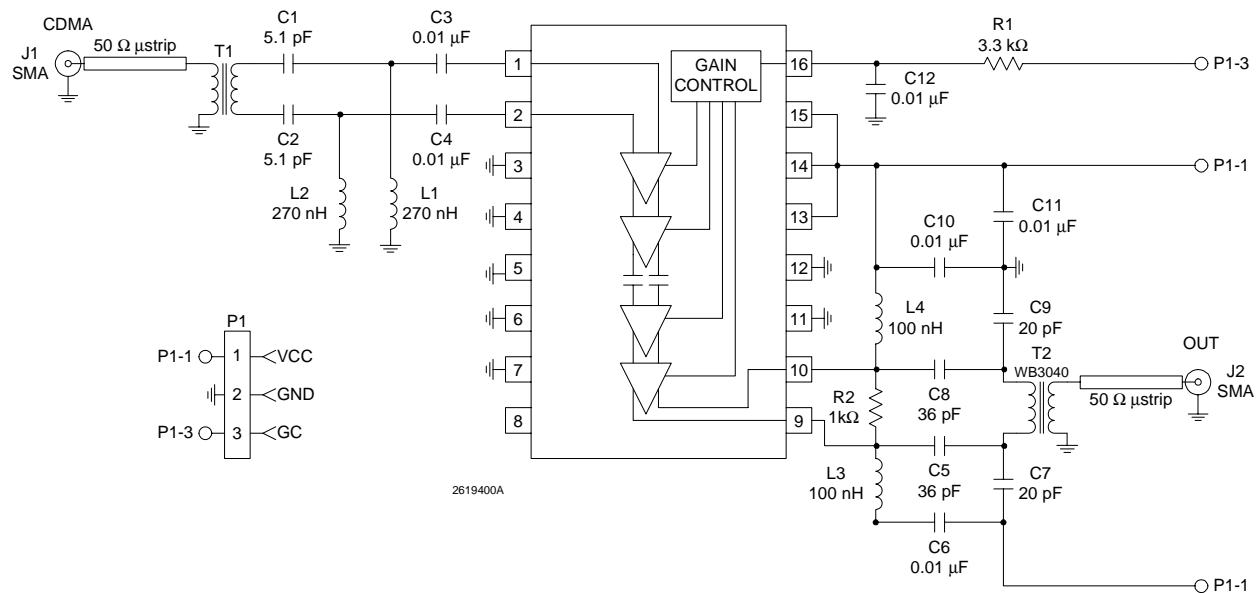 CDMA
J1
SMA
50 Ω µstrip
T1
C1
5.1 pF
C3
0.01 µF
C2
5.1 pF
C4
0.01 µF
L2
270 nH
L1
270 nH
1
2
3
4
5
6
7
8
GAIN
CONTROL
16
15
14
13
12
11
10
9
R1
3.3 kΩ
C12
0.01 µF
P1-3
P1-1
C11
0.01 µF
C10
0.01 µF
L4
100 nH
C9
20 pF
T2
WB3040
OUT
J2
SMA
50 Ω µstrip
C8
36 pF
R2
1kΩ
C5
36 pF
C7
20 pF
L3
100 nH
C6
0.01 µF
P1-1
P1
P1-1
1
VCC
2
GND
P1-3
3
GC
2619400A